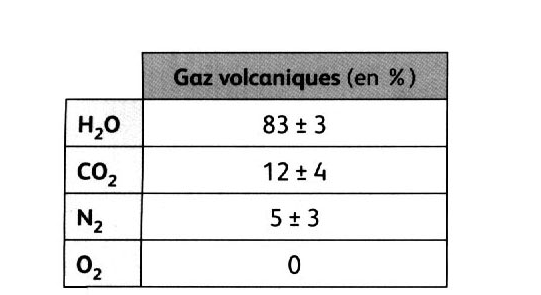 Gaz volcaniques (en %)
H₂O 83 ± 3
CO₂ 12 ± 4
N₂ 5 ± 3
O₂ 0